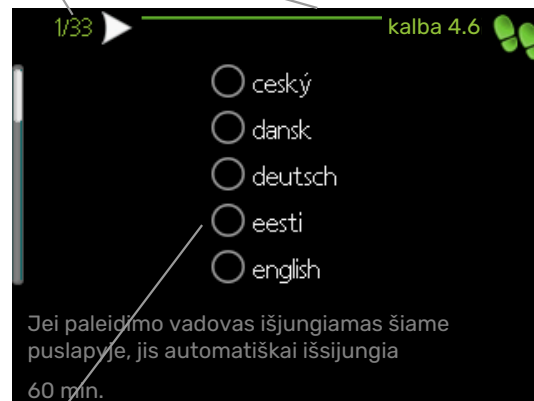 1/33
kalba 4.6
ceský
dansk
deutsch
eesti
english
Jei paleidimo vadovas išjungiamas šiame
puslapyje, jis automatiškai išsijungia
60 min.